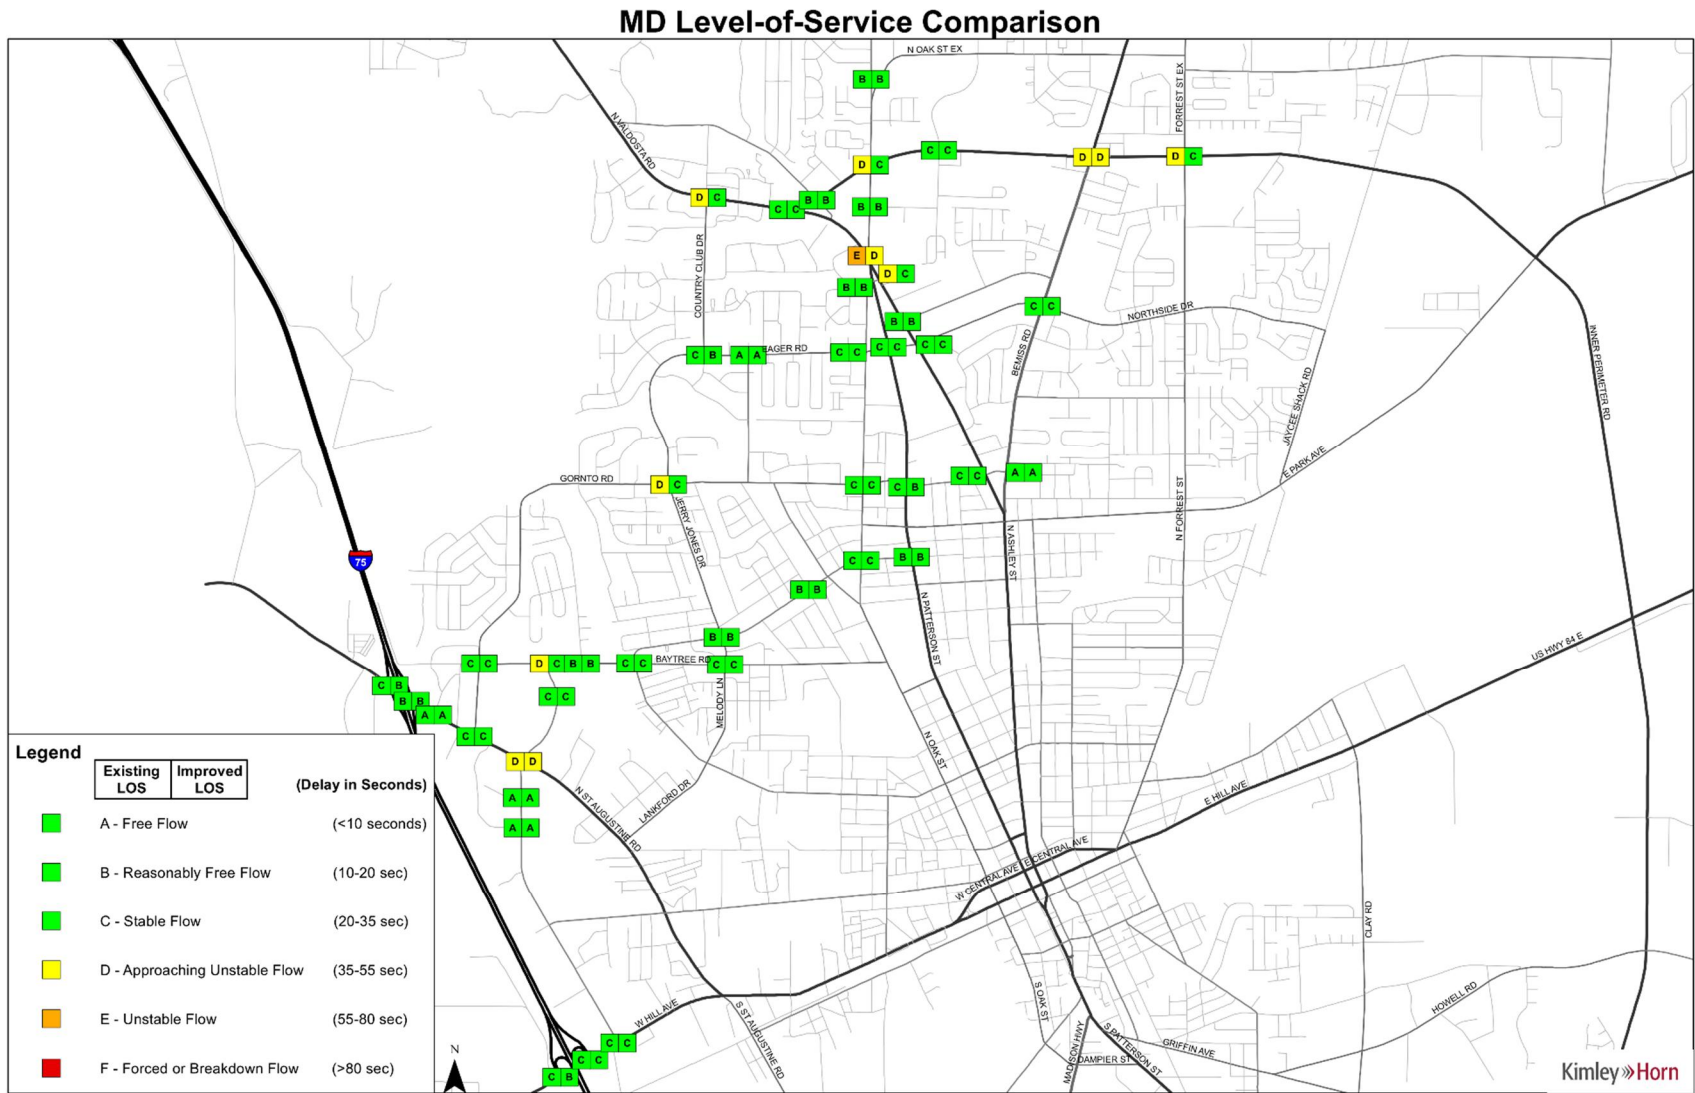 MD Level-of-Service Comparison
N OAK ST EX
B B
FORREST ST EX
N VALDOSTA RD
C C
D D
D C
D C
D C
C C
B B
B B
COUNTRY CLUB DR
E D
D C
B B
C C
NORTHSIDE DR
B B
BEMISS RD
INNER PERIMETER RD
C B
A A
EAGER RD
C C
C C
C C
JAYCEE SHACK RD
E PARK AVE
GORNTO RD
D C
C C
C B
C C
A A
JERRY JONES DR
N FORREST ST
N ASHLEY ST
75
C C
B B
B B
N PATTERSON ST
B B
C C
D C B B
C C
BAYTREE RD
C C
US HWY 84 E
C B
B B
A A
C C
MELODY LN
C C
N OAK ST
D D
A A
A A
N ST AUGUSTINE RD
LANKFORD DR
E HILL AVE
W CENTRAL AVE
E CENTRAL AVE
CLAY RD
Legend
Existing LOS
Improved LOS
(Delay in Seconds)
A - Free Flow (<10 seconds)
B - Reasonably Free Flow (10-20 sec)
C - Stable Flow (20-35 sec)
D - Approaching Unstable Flow (35-55 sec)
E - Unstable Flow (55-80 sec)
F - Forced or Breakdown Flow (>80 sec)
W HILL AVE
S ST AUGUSTINE RD
S OAK ST
HOWELL RD
C C
C C
C B
N
MADISON HWY
DAMPIER ST
S PATTERSON ST
GRIFFIN AVE
Kimley»Horn